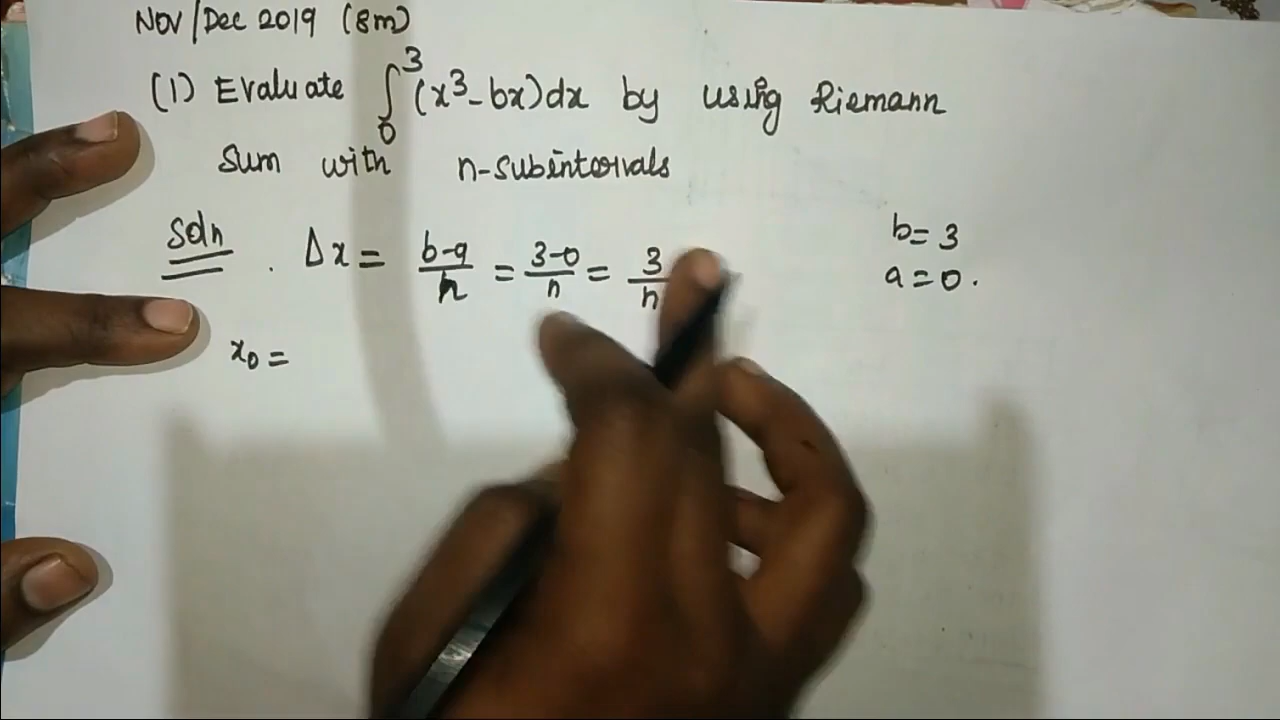 Nov/Dec 2019 (8m)
(1) Evaluate ∫₀³ (x³-6x)dx by using Riemann
Sum with n-subintervals
Soln . Δx = b-a/n = 3-0/n = 3/n
b=3
a=0.
x₀ =